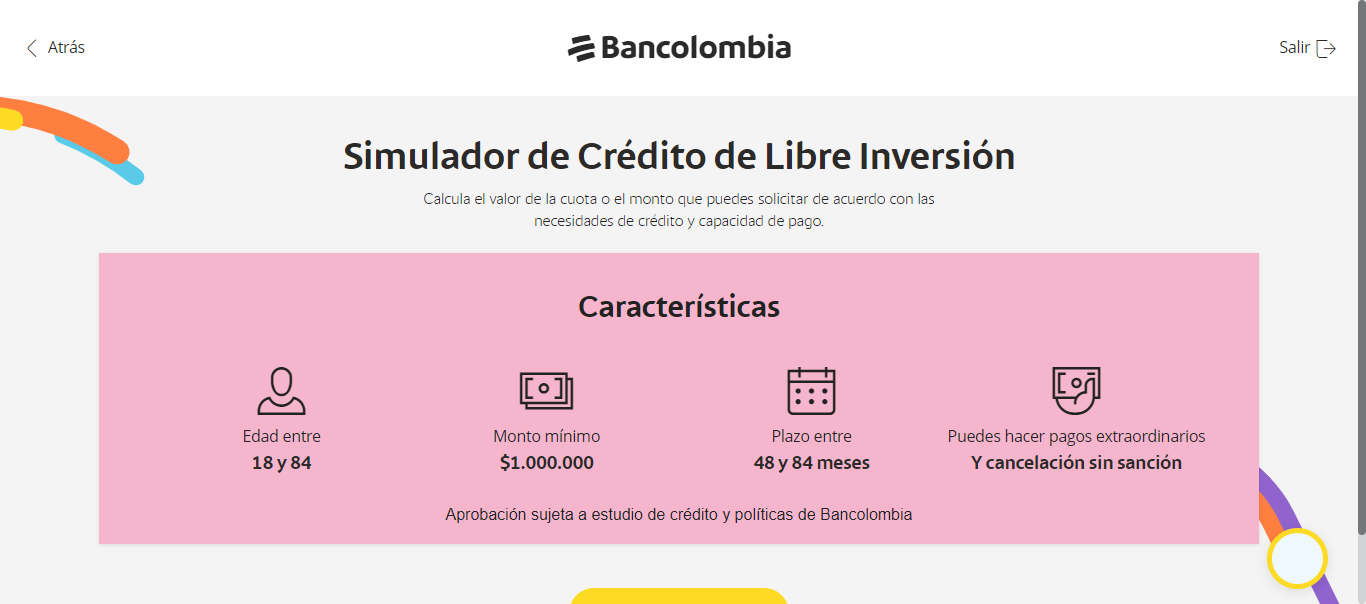 Atrás
Bancolombia
Salir
Simulador de Crédito de Libre Inversión
Calcula el valor de la cuota o el monto que puedes solicitar de acuerdo con las
necesidades de crédito y capacidad de pago.
Características
Edad entre
18 y 84
Monto mínimo
$1.000.000
Plazo entre
48 y 84 meses
Puedes hacer pagos extraordinarios
Y cancelación sin sanción
Aprobación sujeta a estudio de crédito y políticas de Bancolombia